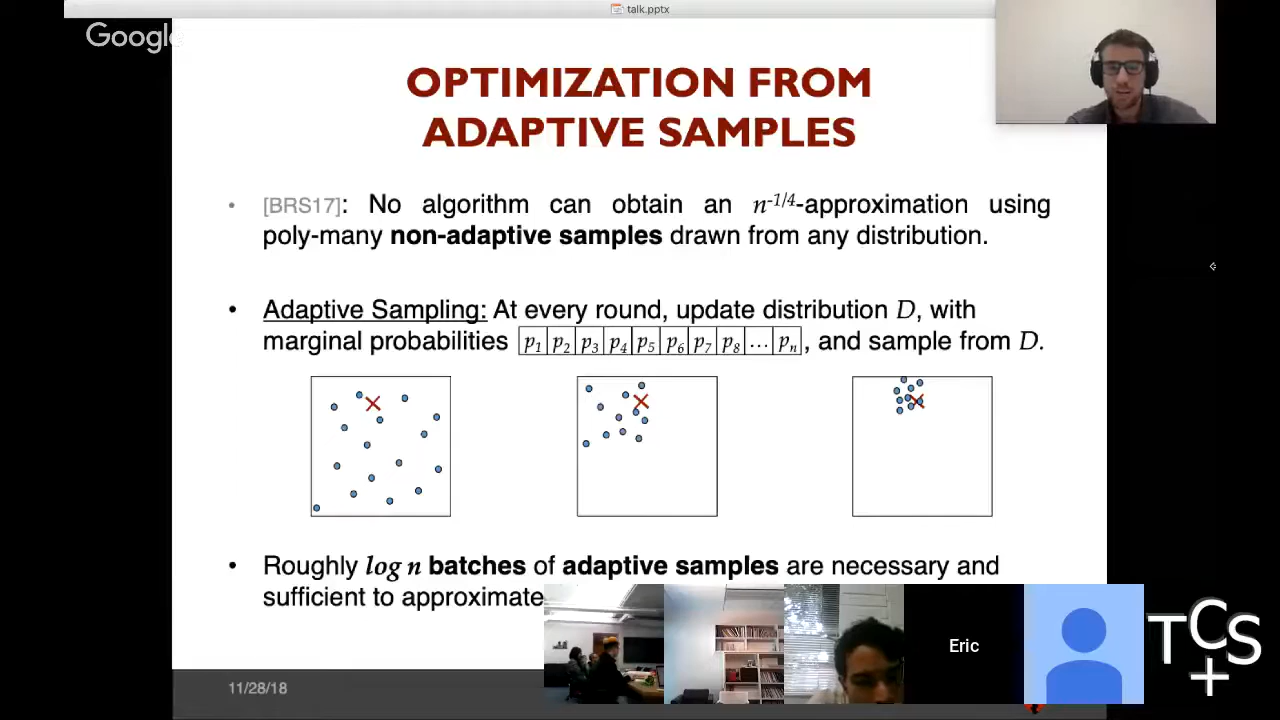 talk.pptx
Google
OPTIMIZATION FROM
ADAPTIVE SAMPLES
• [BRS17]: No algorithm can obtain an n^-1/4-approximation using
poly-many non-adaptive samples drawn from any distribution.
• Adaptive Sampling: At every round, update distribution D, with
marginal probabilities p1 p2 p3 p4 p5 p6 p7 p8 ... pn, and sample from D.
• Roughly log n batches of adaptive samples are necessary and
sufficient to approximate
Eric
TCS
+
11/28/18